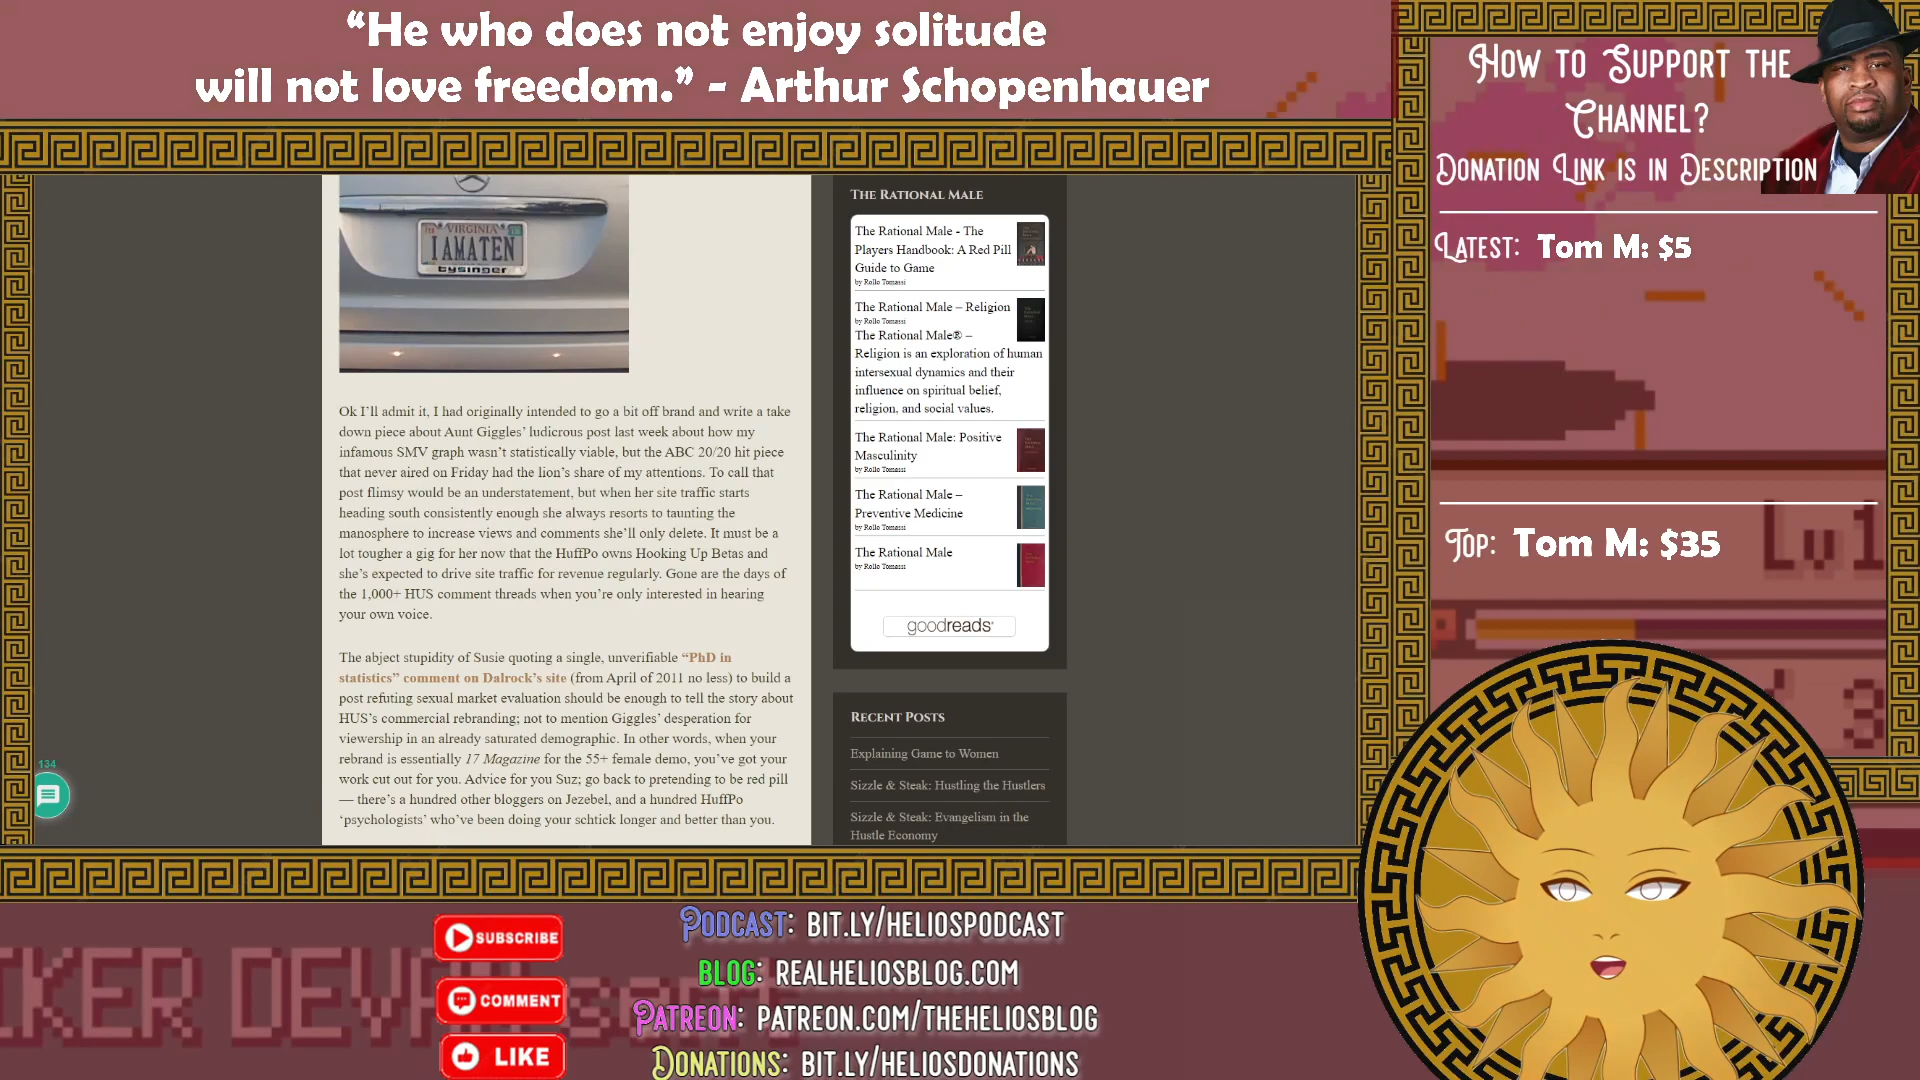 “He who does not enjoy solitude
will not love freedom.” - Arthur Schopenhauer
How to Support the
Channel?
Donation Link is in Description
Latest: Tom M: $5
Top: Tom M: $35
VIRGINIA
IAMATEN
tysinger
Ok I’ll admit it, I had originally intended to go a bit off brand and write a take
down piece about Aunt Giggles’ ludicrous post last week about how my
infamous SMV graph wasn’t statistically viable, but the ABC 20/20 hit piece
that never aired on Friday had the lion’s share of my attentions. To call that
post flimsy would be an understatement, but when her site traffic starts
heading south consistently enough she always resorts to taunting the
manosphere to increase views and comments she’ll only delete. It must be a
lot tougher a gig for her now that the HuffPo owns Hooking Up Betas and
she’s expected to drive site traffic for revenue regularly. Gone are the days of
the 1,000+ HUS comment threads when you’re only interested in hearing
your own voice.
The abject stupidity of Susie quoting a single, unverifiable “PhD in
statistics” comment on Dalrock’s site (from April of 2011 no less) to build a
post refuting sexual market evaluation should be enough to tell the story about
HUS’s commercial rebranding; not to mention Giggles’ desperation for
viewership in an already saturated demographic. In other words, when your
rebrand is essentially 17 Magazine for the 55+ female demo, you’ve got your
work cut out for you. Advice for you Suz; go back to pretending to be red pill
— there’s a hundred other bloggers on Jezebel, and a hundred HuffPo
‘psychologists’ who’ve been doing your schtick longer and better than you.
134
The Rational Male
The Rational Male - The
Players Handbook: A Red Pill
Guide to Game
by Rollo Tomassi
The Rational Male – Religion
by Rollo Tomassi
The Rational Male® –
Religion is an exploration of human
intersexual dynamics and their
influence on spiritual belief,
religion, and social values.
The Rational Male: Positive
Masculinity
by Rollo Tomassi
The Rational Male –
Preventive Medicine
by Rollo Tomassi
The Rational Male
by Rollo Tomassi
goodreads
Recent Posts
Explaining Game to Women
Sizzle & Steak: Hustling the Hustlers
Sizzle & Steak: Evangelism in the
Hustle Economy
Lv1
3
SUBSCRIBE
COMMENT
LIKE
Podcast: bit.ly/heliospodcast
Blog: realheliosblog.com
Patreon: patreon.com/theheliosblog
Donations: bit.ly/heliosdonations